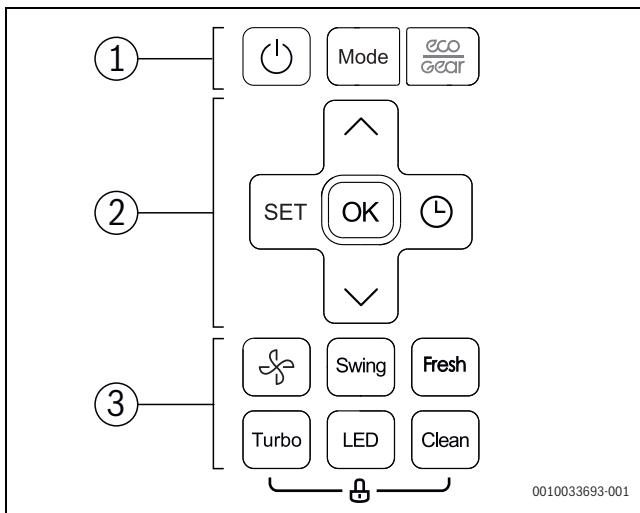 1
Mode
eco
Gear
2
SET
OK
3
Swing
Fresh
Turbo
LED
Clean
0010033693-001